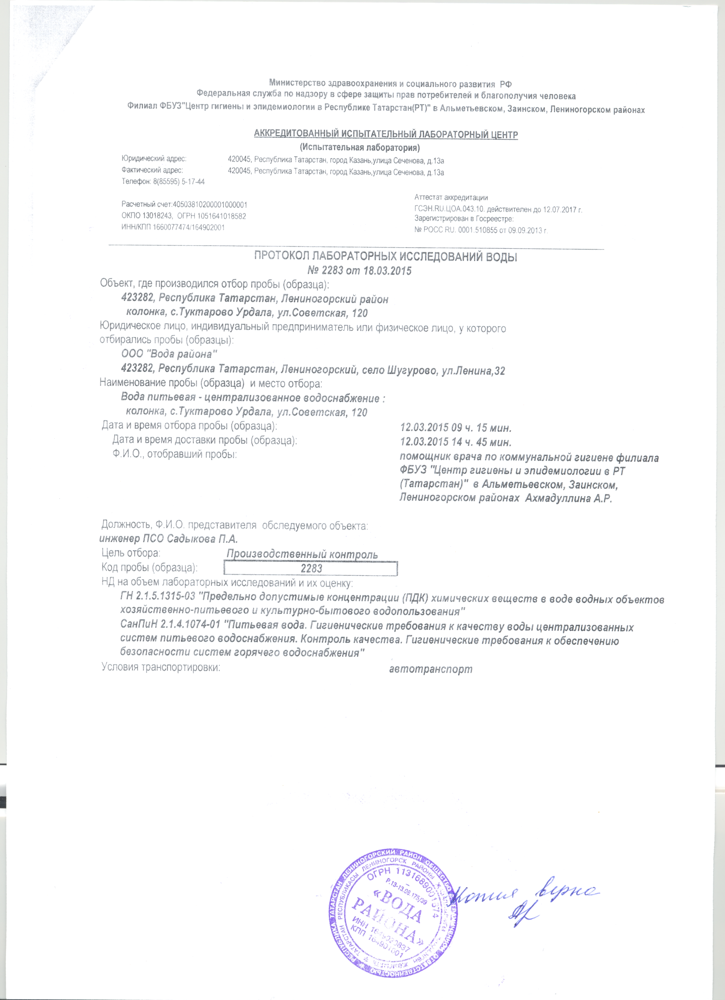 Министерство здравоохранения и социального развития РФ
Федеральная служба по надзору в сфере защиты прав потребителей и благополучия человека
Филиал ФБУЗ"Центр гигиены и эпидемиологии в Республике Татарстан(РТ)" в Альметьевском, Заинском, Лениногорском районах
АККРЕДИТОВАННЫЙ ИСПЫТАТЕЛЬНЫЙ ЛАБОРАТОРНЫЙ ЦЕНТР
(Испытательная лаборатория)
Юридический адрес: 420045, Республика Татарстан, город Казань,улица Сеченова, д.13а
Фактический адрес: 420045, Республика Татарстан, город Казань,улица Сеченова, д.13а
Телефон: 8(85595) 5-17-44
Расчетный счет:40503810200001000001
ОКПО 13018243, ОГРН 1051641018582
ИНН/КПП 1660077474/164902001
Аттестат аккредитации
ГСЭН.RU.ЦОА.043.10. действителен до 12.07.2017 г.
Зарегистрирован в Госреестре:
№ РОСС RU. 0001.510855 от 09.09.2013 г.
ПРОТОКОЛ ЛАБОРАТОРНЫХ ИССЛЕДОВАНИЙ ВОДЫ
№ 2283 от 18.03.2015
Объект, где производился отбор пробы (образца):
423282, Республика Татарстан, Лениногорский район
колонка, с.Туктарово Урдала, ул.Советская, 120
Юридическое лицо, индивидуальный предприниматель или физическое лицо, у которого
отбирались пробы (образцы):
ООО "Вода района"
423282, Республика Татарстан, Лениногорский, село Шугурово, ул.Ленина,32
Наименование пробы (образца) и место отбора:
Вода питьевая - централизованное водоснабжение :
колонка, с.Туктарово Урдала, ул.Советская, 120
Дата и время отбора пробы (образца): 12.03.2015 09 ч. 15 мин.
Дата и время доставки пробы (образца): 12.03.2015 14 ч. 45 мин.
Ф.И.О., отобравший пробы: помощник врача по коммунальной гигиене филиала
ФБУЗ "Центр гигиены и эпидемиологии в РТ
(Татарстан)" в Альметьевском, Заинском,
Лениногорском районах Ахмадуллина А.Р.
Должность, Ф.И.О. представителя обследуемого объекта:
инженер ПСО Садыкова П.А.
Цель отбора: Производственный контроль
Код пробы (образца): 2283
НД на объем лабораторных исследований и их оценку:
ГН 2.1.5.1315-03 "Предельно допустимые концентрации (ПДК) химических веществ в воде водных объектов
хозяйственно-питьевого и культурно-бытового водопользования"
СанПиН 2.1.4.1074-01 "Питьевая вода. Гигиенические требования к качеству воды централизованных
систем питьевого водоснабжения. Контроль качества. Гигиенические требования к обеспечению
безопасности систем горячего водоснабжения"
Условия транспортировки: автотранспорт
РЕСПУБЛИКА ТАТАРСТАН ЛЕНИНОГОРСКИЙ РАЙОН ОБЩЕСТВО С ОГРАНИЧЕННОЙ ОТВЕТСТВЕННОСТЬЮ
ТАТАРСТАН РЕСПУБЛИКАСЫ ЛЕНИНОГОРСК РАЙОНЫ
ОГРН 1131689001674
Р.13-13.08.175/39
«ВОДА
РАЙОНА»
ИНН 1649020837
КПП 164901001
Копия верна